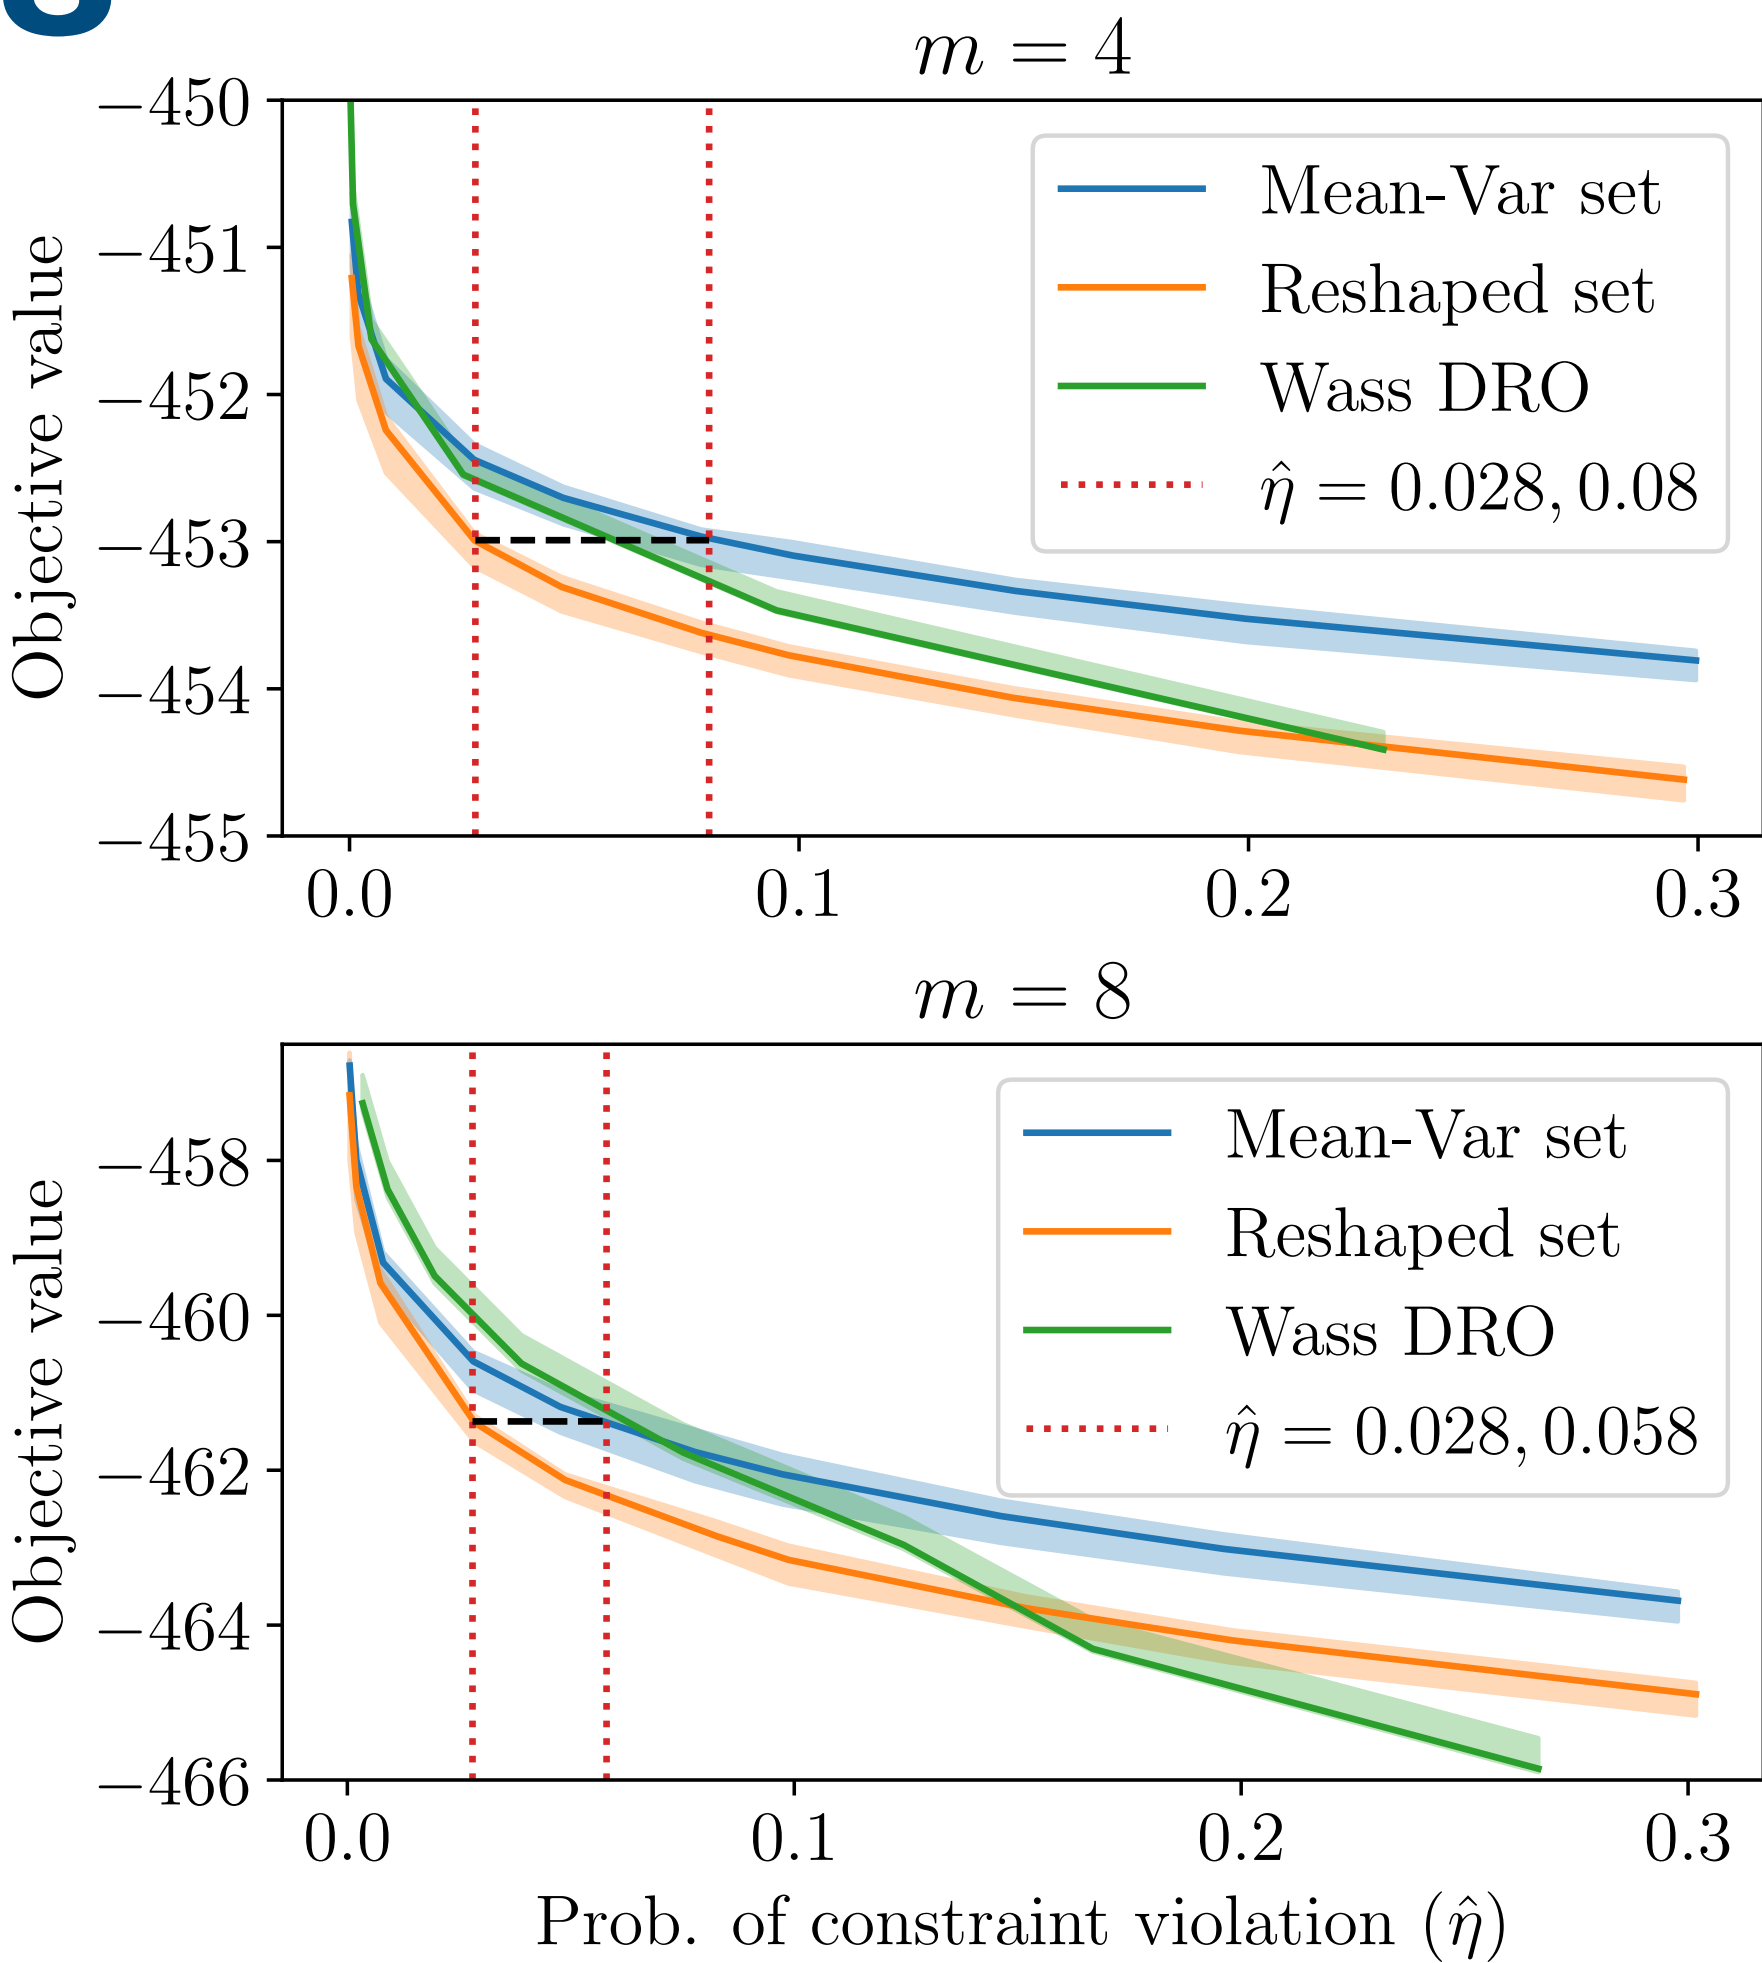 m = 4
Objective value
−450
−451
−452
−453
−454
−455
0.0 0.1 0.2 0.3
Mean-Var set
Reshaped set
Wass DRO
η̂ = 0.028, 0.08
m = 8
Objective value
−458
−460
−462
−464
−466
0.0 0.1 0.2 0.3
Mean-Var set
Reshaped set
Wass DRO
η̂ = 0.028, 0.058
Prob. of constraint violation (η̂)